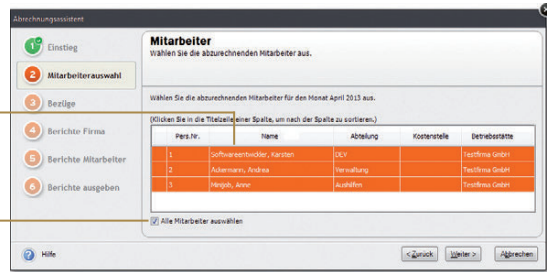 Abrechnungsassistent
1 Einstieg
2 Mitarbeiterauswahl
3 Bezüge
4 Berichte Firma
5 Berichte Mitarbeiter
6 Berichte ausgeben
Mitarbeiter
Wählen Sie die abzurechnenden Mitarbeiter aus.
Wählen Sie die abzurechnenden Mitarbeiter für den Monat April 2013 aus.
(Klicken Sie in die Titelzeile einer Spalte, um nach der Spalte zu sortieren.)
Pers.Nr. Name Abteilung Kostenstelle Betriebsstätte
1 Softwareentwickler, Karsten DEV Testfirma GmbH
2 Ackermann, Andrea Verwaltung Testfirma GmbH
3 Minijob, Anne Aushilfen Testfirma GmbH
Alle Mitarbeiter auswählen
? Hilfe
< Zurück Weiter > Abbrechen